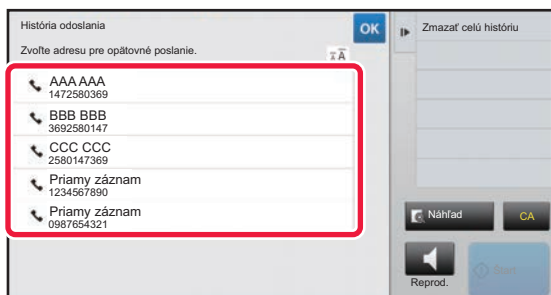 História odoslania
OK
Zvoľte adresu pre opätovné poslanie.
AAA AAA
1472580369
BBB BBB
3692580147
CCC CCC
2580147369
Priamy záznam
1234567890
Priamy záznam
0987654321
Zmazať celú históriu
Náhľad
CA
Reprod.
Štart